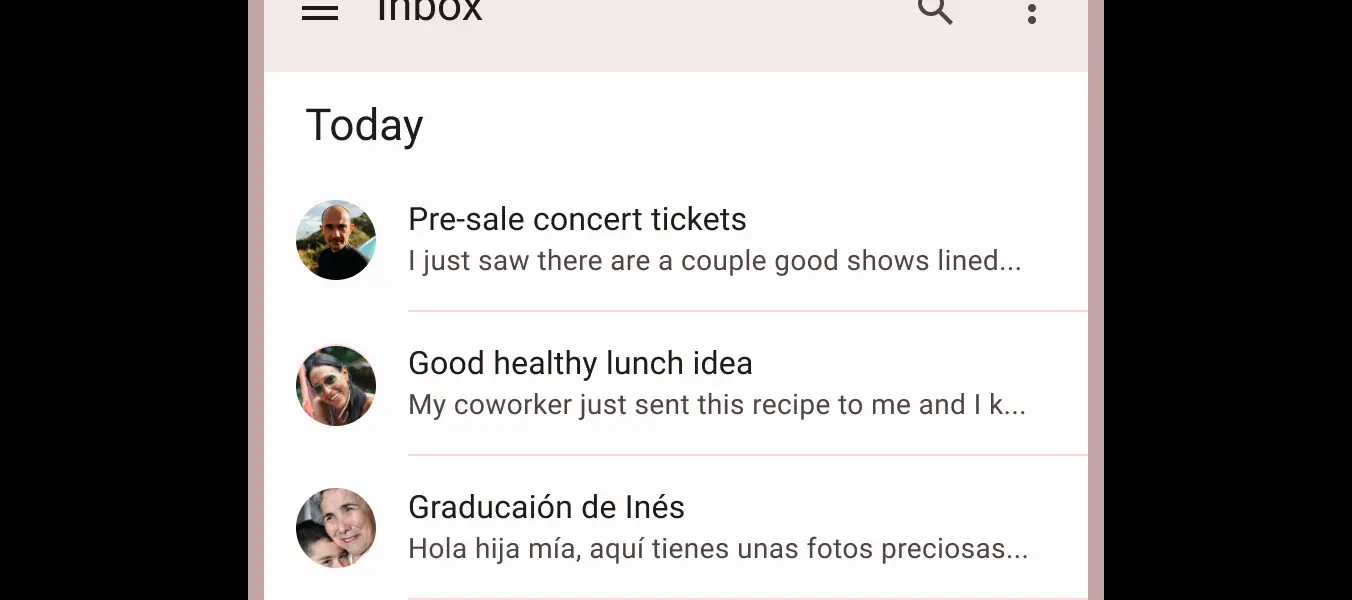 Inbox
Today
Pre-sale concert tickets
I just saw there are a couple good shows lined...
Good healthy lunch idea
My coworker just sent this recipe to me and I k...
Graducaión de Inés
Hola hija mía, aquí tienes unas fotos preciosas...